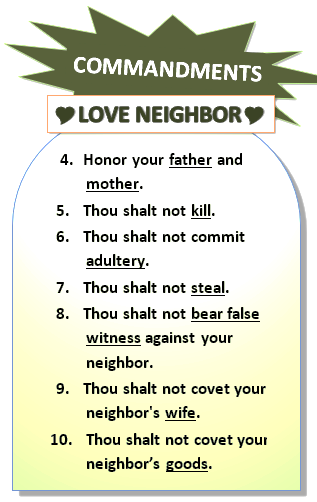 COMMANDMENTS
LOVE NEIGHBOR
4. Honor your father and
mother.
5. Thou shalt not kill.
6. Thou shalt not commit
adultery.
7. Thou shalt not steal.
8. Thou shalt not bear false
witness against your
neighbor.
9. Thou shalt not covet your
neighbor's wife.
10. Thou shalt not covet your
neighbor’s goods.